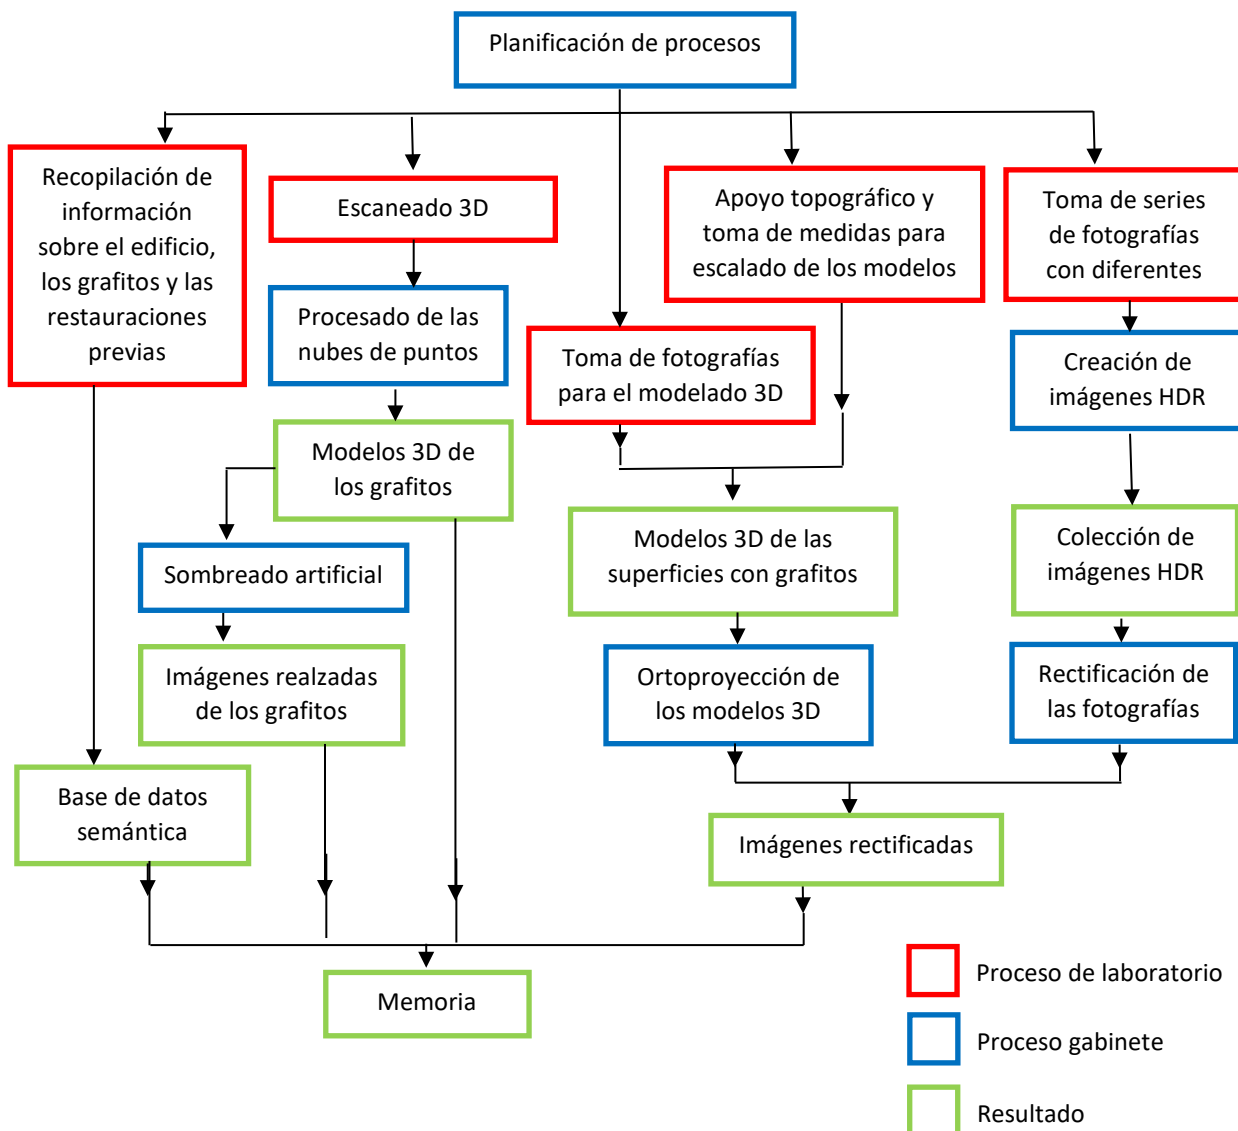 Planificación de procesos
Recopilación de
información
sobre el edificio,
los grafitos y las
restauraciones
previas
Escaneado 3D
Apoyo topográfico y
toma de medidas para
escalado de los modelos
Toma de series
de fotografías
con diferentes
Procesado de las
nubes de puntos
Toma de fotografías
para el modelado 3D
Creación de
imágenes HDR
Modelos 3D de
los grafitos
Modelos 3D de las
superficies con grafitos
Colección de
imágenes HDR
Sombreado artificial
Imágenes realzadas
de los grafitos
Ortoproyección de
los modelos 3D
Rectificación de
las fotografías
Base de datos
semántica
Imágenes rectificadas
Memoria
Proceso de laboratorio
Proceso gabinete
Resultado